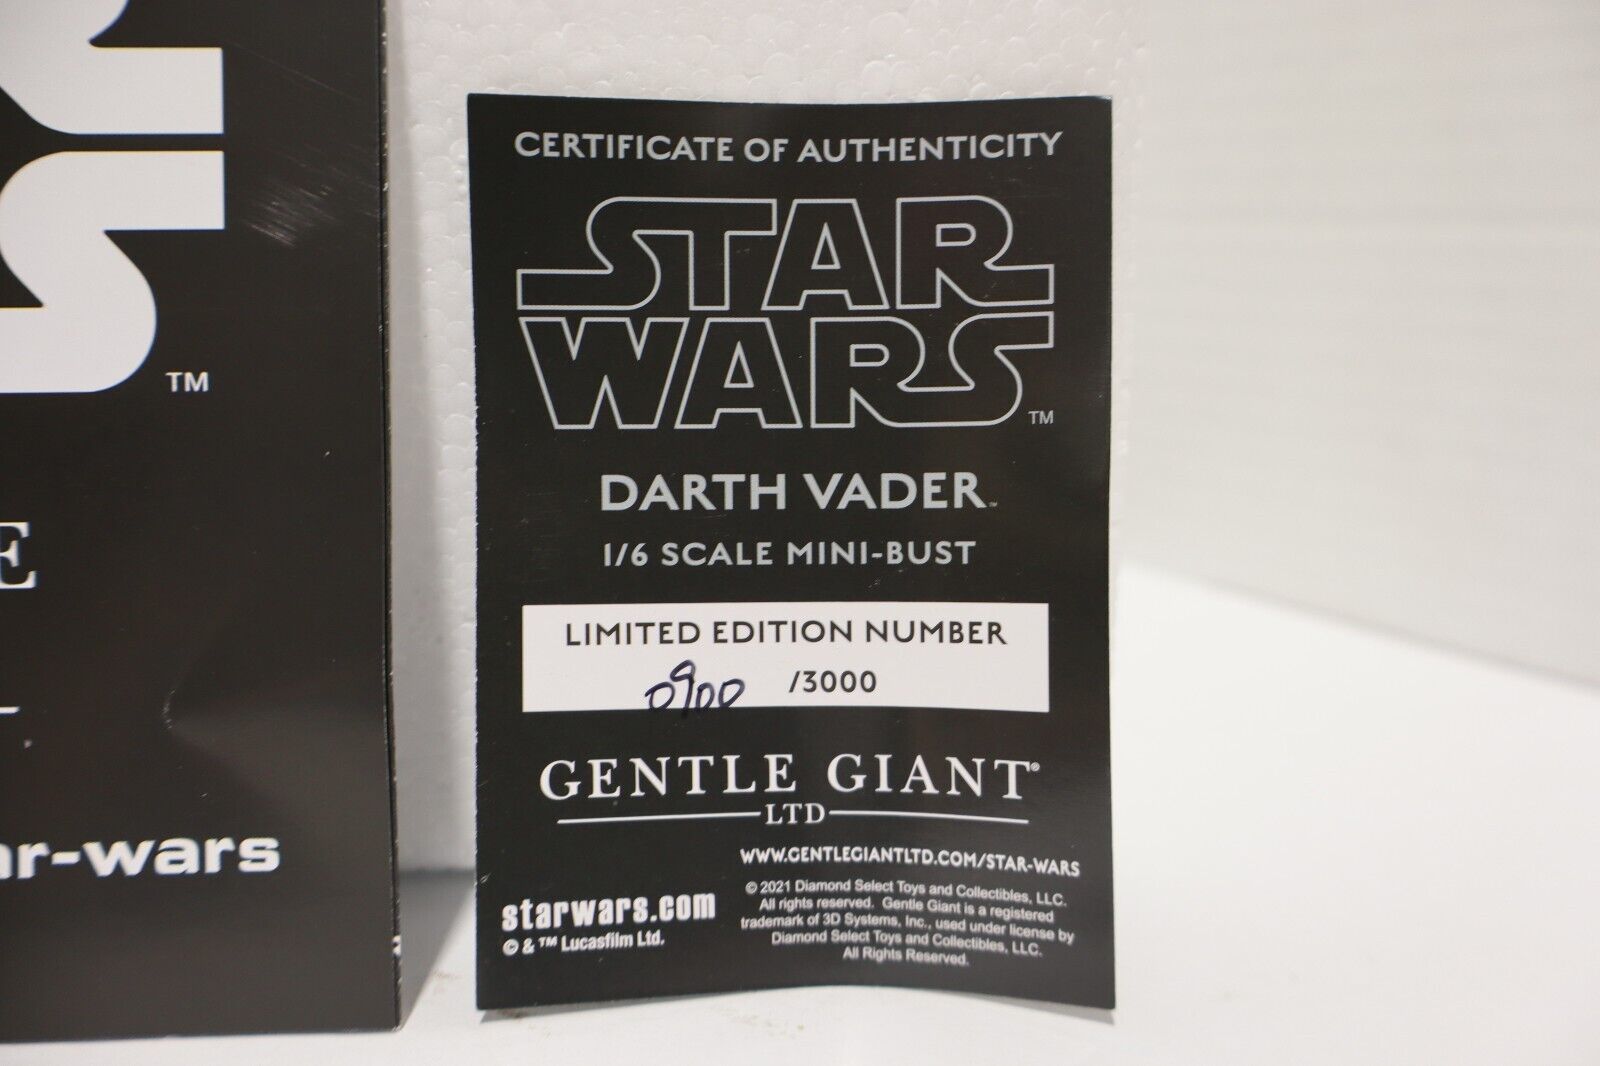 TM
E
ar-wars
CERTIFICATE OF AUTHENTICITY
STAR
WARS
TM
DARTH VADER™
1/6 SCALE MINI-BUST
LIMITED EDITION NUMBER
0900 /3000
GENTLE GIANT®
LTD
WWW.GENTLEGIANTLTD.COM/STAR-WARS
starwars.com
© & ™ Lucasfilm Ltd.
© 2021 Diamond Select Toys and Collectibles, LLC.
All rights reserved. Gentle Giant is a registered
trademark of 3D Systems, Inc., used under license by
Diamond Select Toys and Collectibles, LLC.
All Rights Reserved.